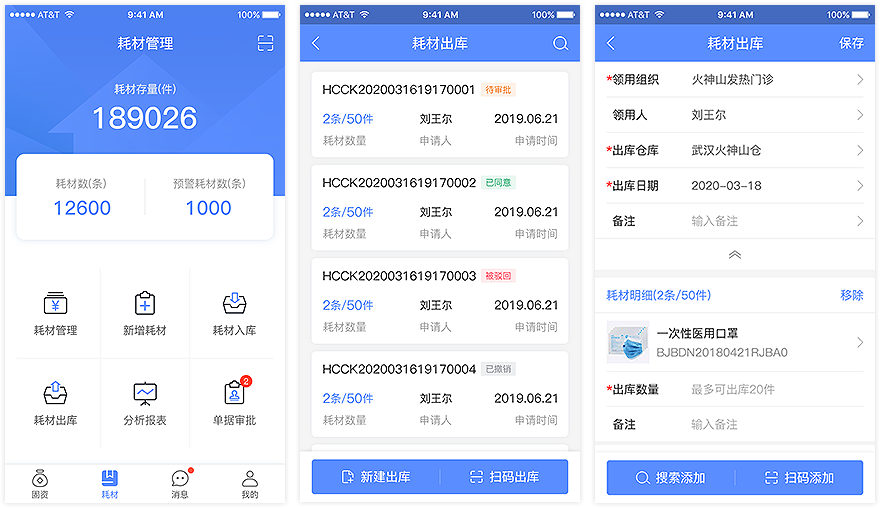 AT&T 9:41 AM 100%
耗材管理
耗材存量(件)
189026
耗材数(条) 预警耗材数(条)
12600 1000
耗材管理 新增耗材 耗材入库
2
耗材出库 分析报表 单据审批
固资 耗材 消息 我的
AT&T 9:41 AM 100%
耗材出库
HCCK2020031619170001 待审批
2条/50件 刘王尔 2019.06.21
耗材数量 申请人 申请时间
HCCK2020031619170002 已同意
2条/50件 刘王尔 2019.06.21
耗材数量 申请人 申请时间
HCCK2020031619170003 被驳回
2条/50件 刘王尔 2019.06.21
耗材数量 申请人 申请时间
HCCK2020031619170004 已撤销
2条/50件 刘王尔 2019.06.21
耗材数量 申请人 申请时间
新建出库 扫码出库
AT&T 9:41 AM 100%
耗材出库 保存
*领用组织 火神山发热门诊
领用人 刘王尔
*出库仓库 武汉火神山仓
*出库日期 2020-03-18
备注 输入备注
耗材明细(2条/50件) 移除
一次性医用口罩
BJBDN20180421RJBA0
*出库数量 最多可出库20件
备注 输入备注
搜索添加 扫码添加